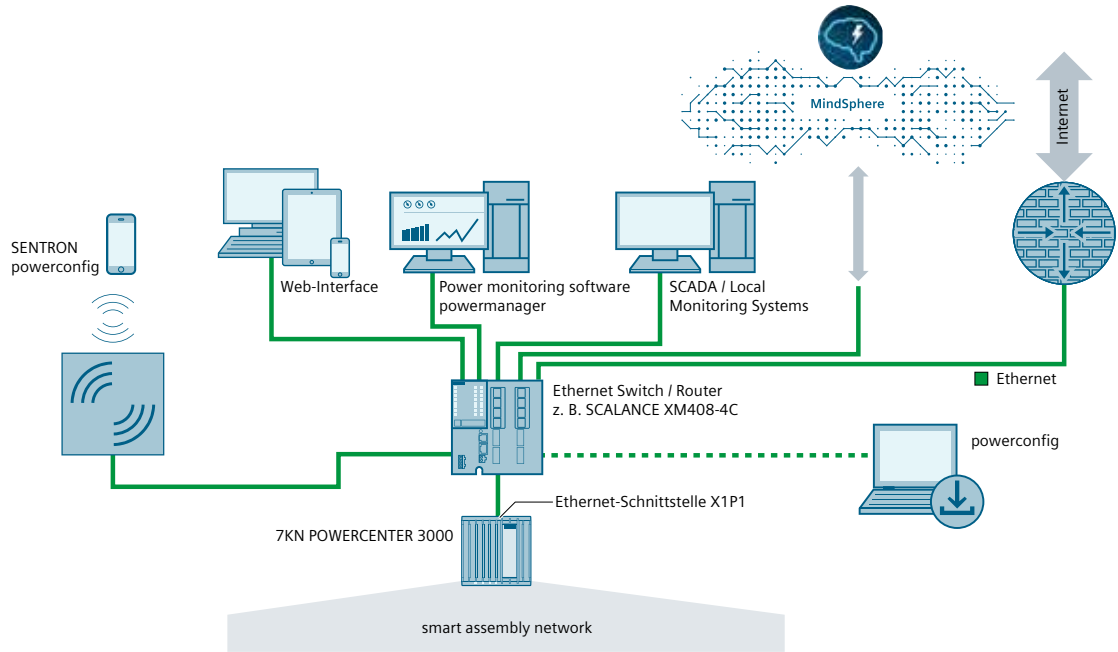 MindSphere
Internet
SENTRON
powerconfig
Web-Interface
Power monitoring software
powermanager
SCADA / Local
Monitoring Systems
Ethernet
Ethernet Switch / Router
z. B. SCALANCE XM408-4C
powerconfig
Ethernet-Schnittstelle X1P1
7KN POWERCENTER 3000
smart assembly network